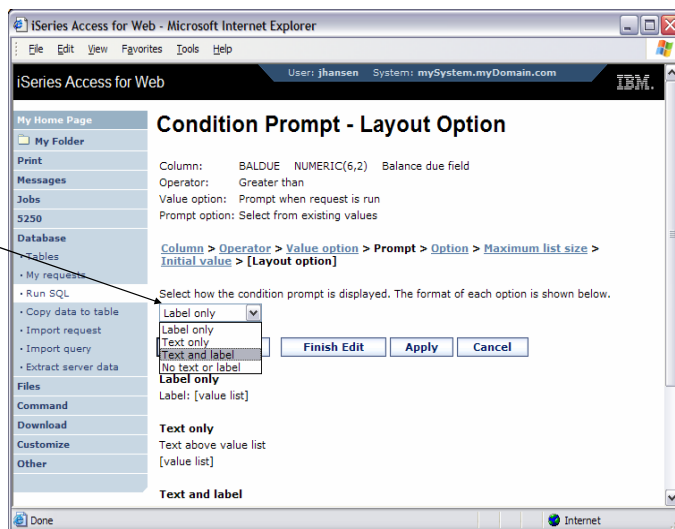 iSeries Access for Web - Microsoft Internet Explorer
File Edit View Favorites Tools Help
iSeries Access for Web
User: jhansen System: mySystem.myDomain.com
IBM.
My Home Page
My Folder
Print
Messages
Jobs
5250
Database
• Tables
• My requests
• Run SQL
• Copy data to table
• Import request
• Import query
• Extract server data
Files
Command
Download
Customize
Other
Condition Prompt - Layout Option
Column: BALDUE NUMERIC(6,2) Balance due field
Operator: Greater than
Value option: Prompt when request is run
Prompt option: Select from existing values
Column > Operator > Value option > Prompt > Option > Maximum list size >
Initial value > [Layout option]
Select how the condition prompt is displayed. The format of each option is shown below.
Label only
Label only
Text only
Text and label
No text or label
Finish Edit Apply Cancel
Label only
Label: [value list]
Text only
Text above value list
[value list]
Text and label
Done
Internet